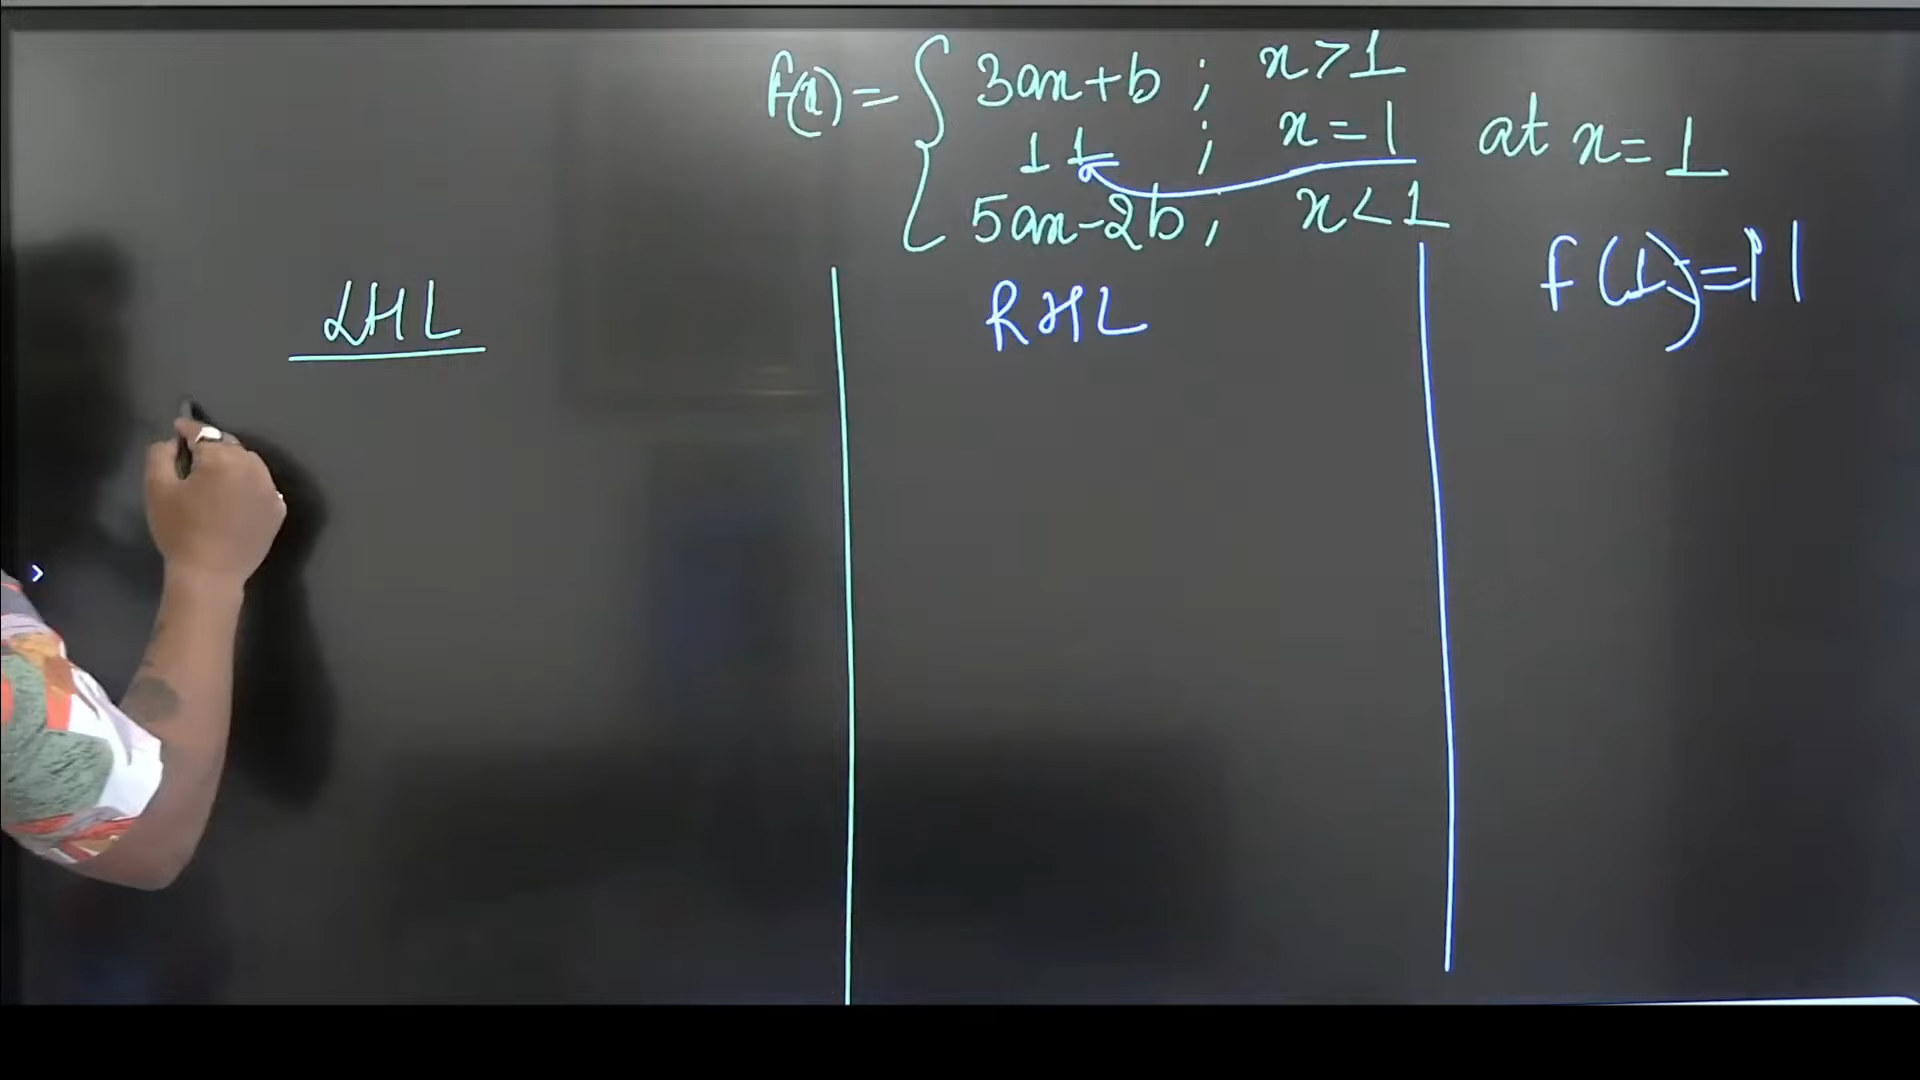 f(x) = { 3ax+b ; x>1
11 ; x=1 at x=1
5ax-2b ; x<1
LHL
RHL
f(1)=11